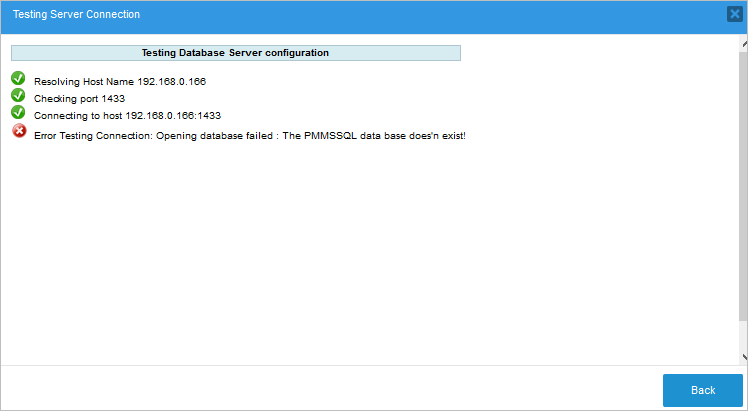 Testing Server Connection
Testing Database Server configuration
Resolving Host Name 192.168.0.166
Checking port 1433
Connecting to host 192.168.0.166:1433
Error Testing Connection: Opening database failed : The PMMSSQL data base does'n exist!
Back